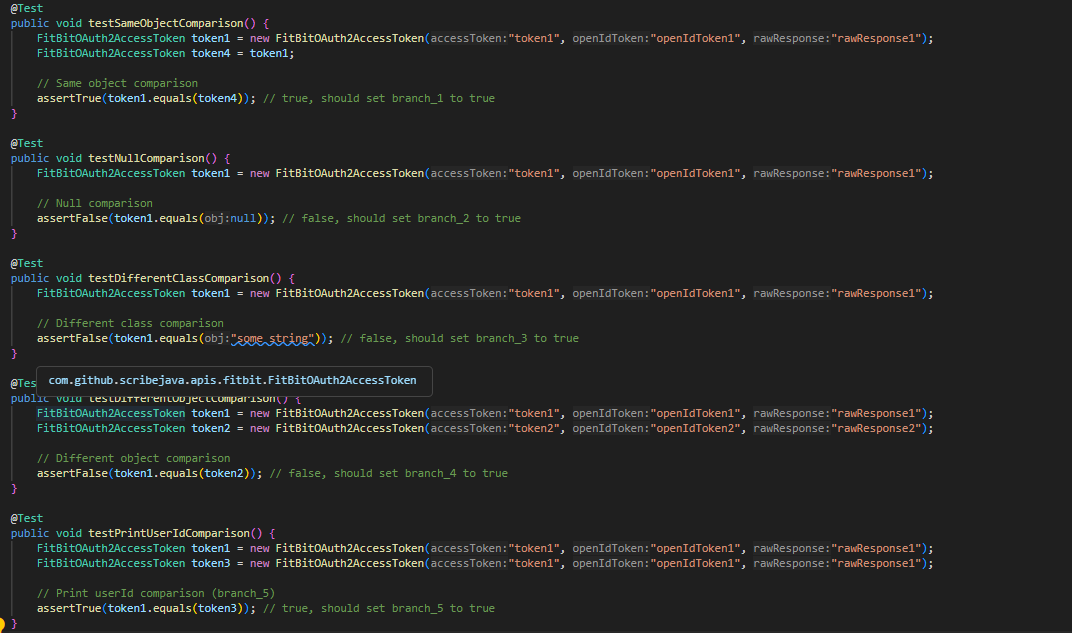 @Test
public void testSameObjectComparison() {
FitBitOAuth2AccessToken token1 = new FitBitOAuth2AccessToken(accessToken:"token1", openIdToken:"openIdToken1", rawResponse:"rawResponse1");
FitBitOAuth2AccessToken token4 = token1;
// Same object comparison
assertTrue(token1.equals(token4)); // true, should set branch_1 to true
}
@Test
public void testNullComparison() {
FitBitOAuth2AccessToken token1 = new FitBitOAuth2AccessToken(accessToken:"token1", openIdToken:"openIdToken1", rawResponse:"rawResponse1");
// Null comparison
assertFalse(token1.equals(obj:null)); // false, should set branch_2 to true
}
@Test
public void testDifferentClassComparison() {
FitBitOAuth2AccessToken token1 = new FitBitOAuth2AccessToken(accessToken:"token1", openIdToken:"openIdToken1", rawResponse:"rawResponse1");
// Different class comparison
assertFalse(token1.equals(obj:"some string")); // false, should set branch_3 to true
}
@Tes
com.github.scribejava.apis.fitbit.FitBitOAuth2AccessToken
public void testDifferentObjectComparison() {
FitBitOAuth2AccessToken token1 = new FitBitOAuth2AccessToken(accessToken:"token1", openIdToken:"openIdToken1", rawResponse:"rawResponse1");
FitBitOAuth2AccessToken token2 = new FitBitOAuth2AccessToken(accessToken:"token2", openIdToken:"openIdToken2", rawResponse:"rawResponse2");
// Different object comparison
assertFalse(token1.equals(token2)); // false, should set branch_4 to true
}
@Test
public void testPrintUserIdComparison() {
FitBitOAuth2AccessToken token1 = new FitBitOAuth2AccessToken(accessToken:"token1", openIdToken:"openIdToken1", rawResponse:"rawResponse1");
FitBitOAuth2AccessToken token3 = new FitBitOAuth2AccessToken(accessToken:"token1", openIdToken:"openIdToken1", rawResponse:"rawResponse1");
// Print userId comparison (branch_5)
assertTrue(token1.equals(token3)); // true, should set branch_5 to true
}